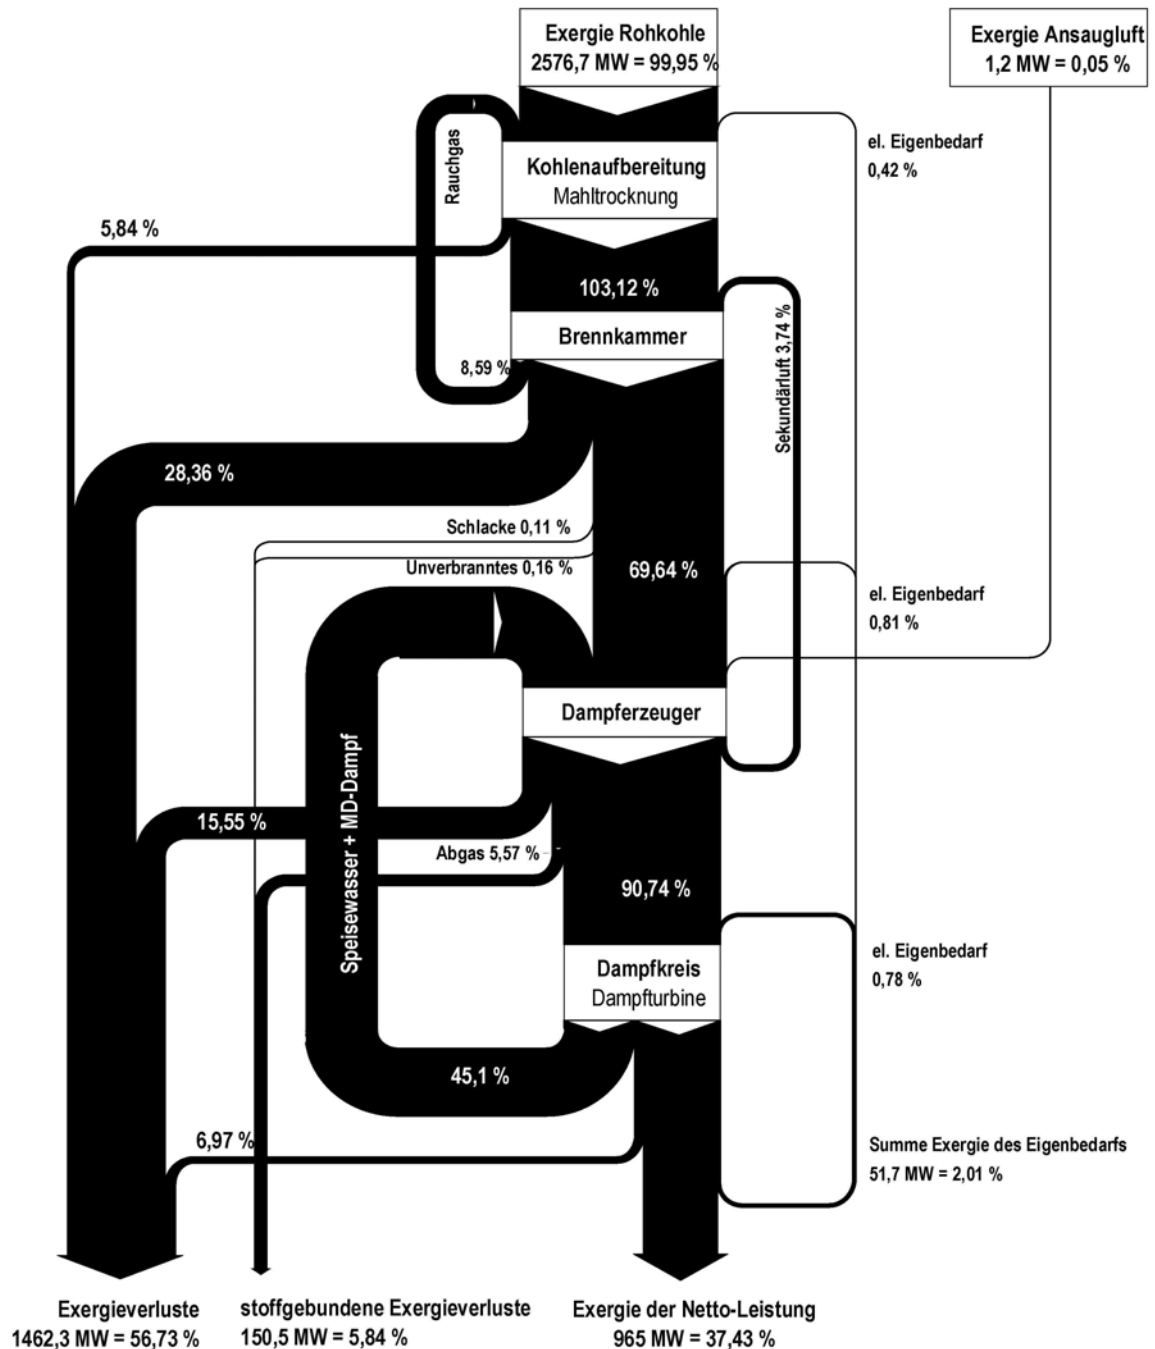 Exergie Rohkohle
2576,7 MW = 99,95 %
Exergie Ansaugluft
1,2 MW = 0,05 %
Rauchgas
el. Eigenbedarf
0,42 %
Kohlenaufbereitung
Mahltrocknung
5,84 %
103,12 %
Brennkammer
8,59 %
Sekundärluft 3,74 %
28,36 %
Schlacke 0,11 %
Unverbranntes 0,16 %
69,64 %
el. Eigenbedarf
0,81 %
Dampferzeuger
Speisewasser + MD-Dampf
15,55 %
Abgas 5,57 %
90,74 %
el. Eigenbedarf
0,78 %
Dampfkreis
Dampfturbine
45,1 %
6,97 %
Summe Exergie des Eigenbedarfs
51,7 MW = 2,01 %
Exergieverluste
1462,3 MW = 56,73 %
stoffgebundene Exergieverluste
150,5 MW = 5,84 %
Exergie der Netto-Leistung
965 MW = 37,43 %